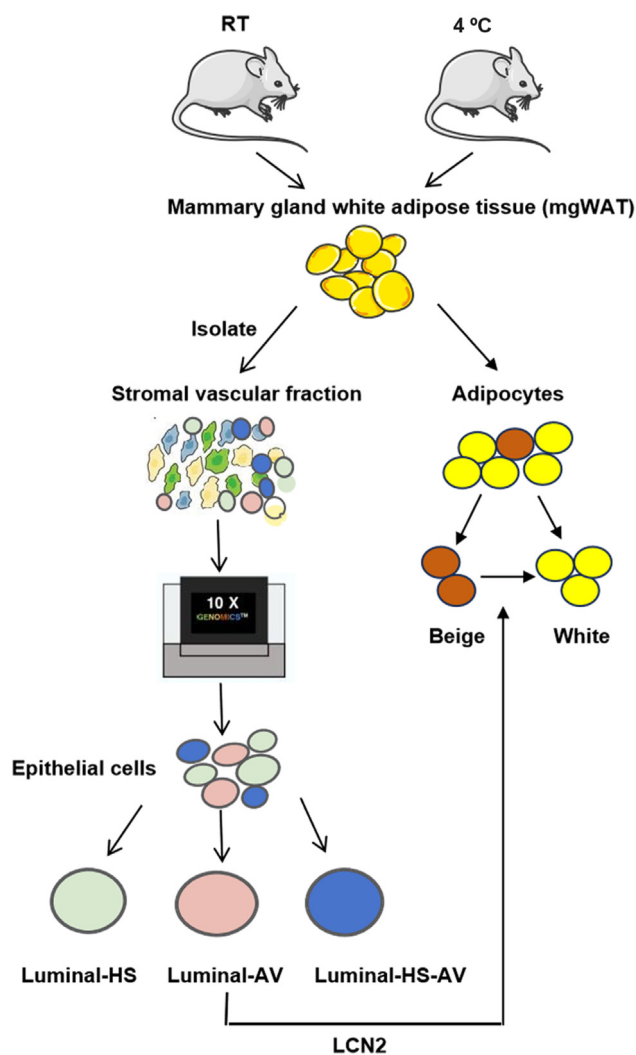 RT
4 ºC
Mammary gland white adipose tissue (mgWAT)
Isolate
Stromal vascular fraction
Adipocytes
10 X
GENOMICS™
Beige
White
Epithelial cells
Luminal-HS
Luminal-AV
Luminal-HS-AV
LCN2